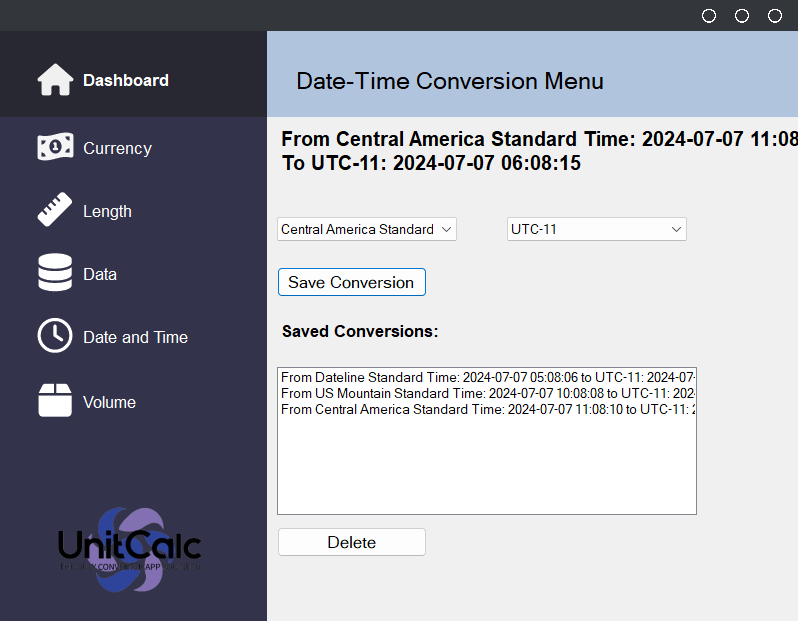 Dashboard
Currency
Length
Data
Date and Time
Volume
UnitCalc
Date-Time Conversion Menu
From Central America Standard Time: 2024-07-07 11:08
To UTC-11: 2024-07-07 06:08:15
Central America Standard
UTC-11
Save Conversion
Saved Conversions:
From Dateline Standard Time: 2024-07-07 05:08:06 to UTC-11: 2024-07-
From US Mountain Standard Time: 2024-07-07 10:08:08 to UTC-11: 202
From Central America Standard Time: 2024-07-07 11:08:10 to UTC-11:
Delete